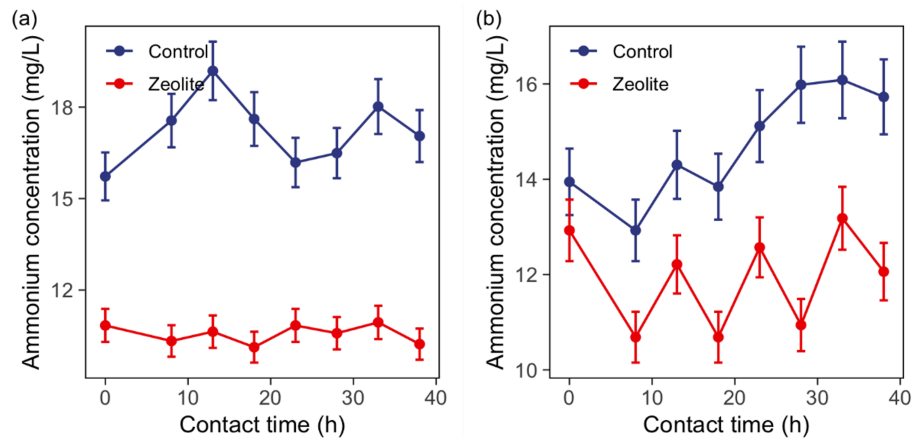 (a)
Ammonium concentration (mg/L)
18
15
12
Control
Zeolite
0 10 20 30 40
Contact time (h)
(b)
Ammonium concentration (mg/L)
16
14
12
10
Control
Zeolite
0 10 20 30 40
Contact time (h)